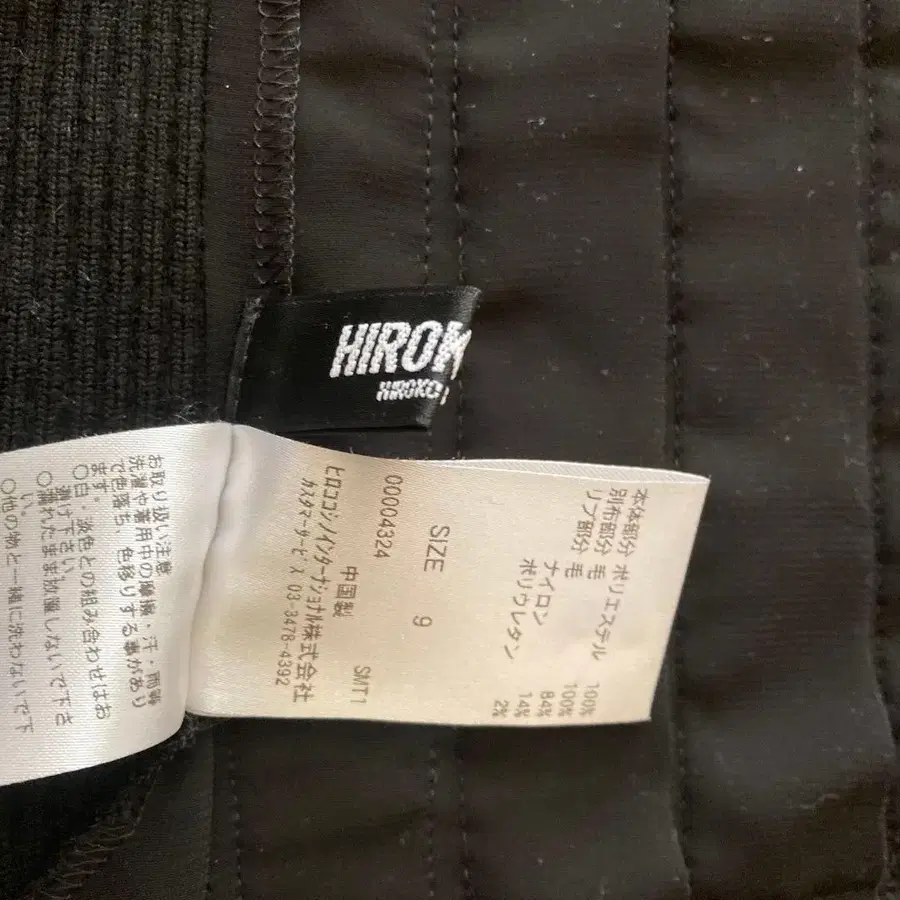 HIROK
HIROKO
本体部分 ポリエステル 100%
別布部分 毛 100%
リブ部分 毛 84%
ナイロン 14%
ポリウレタン 2%
SIZE 9
00004324 SMT1
中国製
ヒロココシノインターナショナル株式会社
カスタマーサービス 03-3478-4392
お取り扱い注意
洗濯や着用中の摩擦・汗・雨等
で色落ち、色移りする事があり
ます
○白・淡色との組み合わせはお
避け下さい。
○濡れたまま放置しないで下さ
い。
○他の物と一緒に洗わないで下